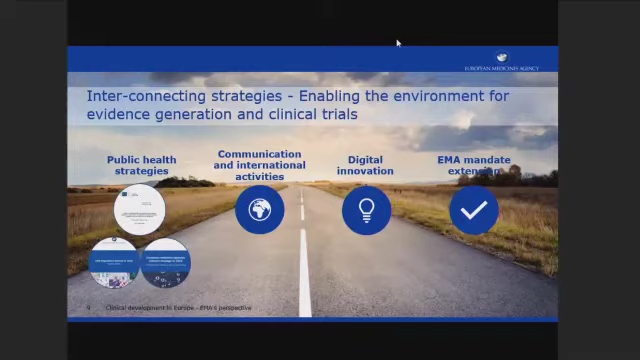 EUROPEAN MEDICINES AGENCY
Inter-connecting strategies - Enabling the environment for
evidence generation and clinical trials
Public health
strategies
Communication
and international
activities
Digital
innovation
EMA mandate
extension
9
Clinical development in Europe - EMA's perspective